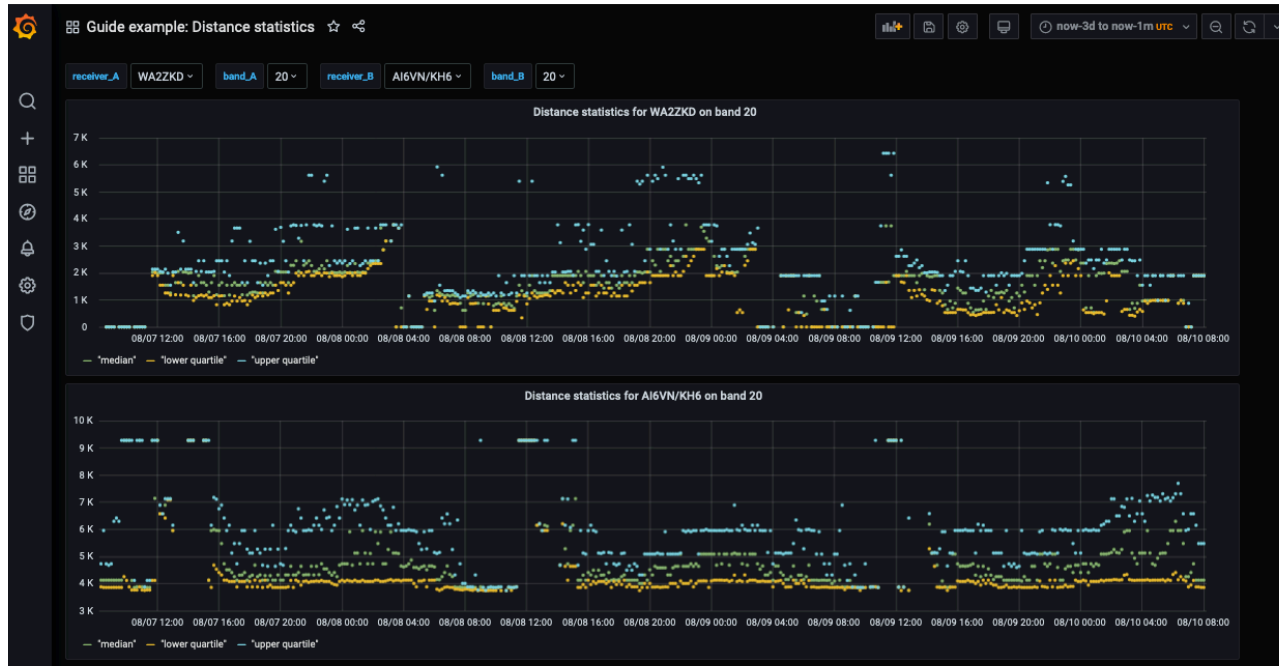 Guide example: Distance statistics
now-3d to now-1m UTC
receiver_A WA2ZKD band_A 20 receiver_B AI6VN/KH6 band_B 20
Distance statistics for WA2ZKD on band 20
7 K
6 K
5 K
4 K
3 K
2 K
1 K
0
08/07 12:00 08/07 16:00 08/07 20:00 08/08 00:00 08/08 04:00 08/08 08:00 08/08 12:00 08/08 16:00 08/08 20:00 08/09 00:00 08/09 04:00 08/09 08:00 08/09 12:00 08/09 16:00 08/09 20:00 08/10 00:00 08/10 04:00 08/10 08:00
"median" "lower quartile" "upper quartile"
Distance statistics for AI6VN/KH6 on band 20
10 K
9 K
8 K
7 K
6 K
5 K
4 K
3 K
08/07 12:00 08/07 16:00 08/07 20:00 08/08 00:00 08/08 04:00 08/08 08:00 08/08 12:00 08/08 16:00 08/08 20:00 08/09 00:00 08/09 04:00 08/09 08:00 08/09 12:00 08/09 16:00 08/09 20:00 08/10 00:00 08/10 04:00 08/10 08:00
"median" "lower quartile" "upper quartile"